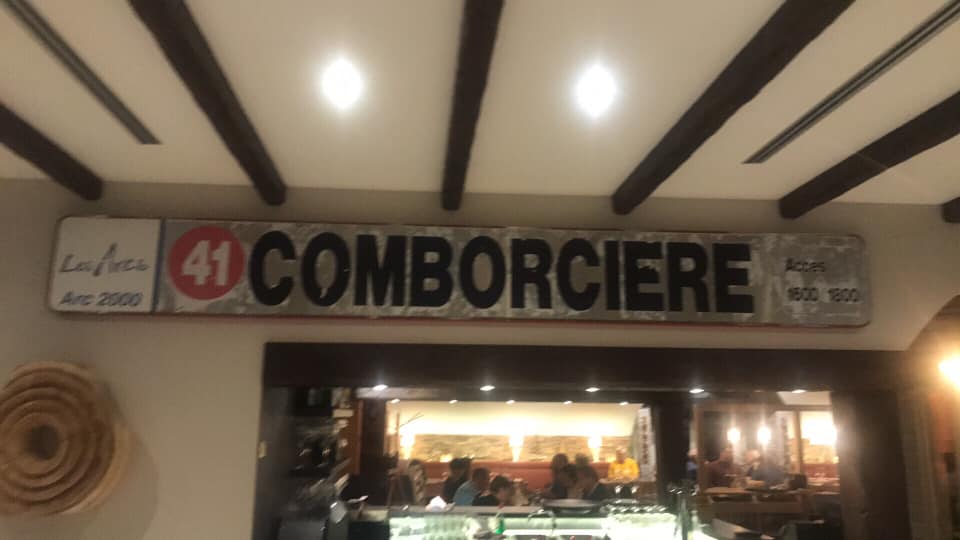 Les Arcs
Arc 2000
41 COMBORCIERE
Accès
1600 1800